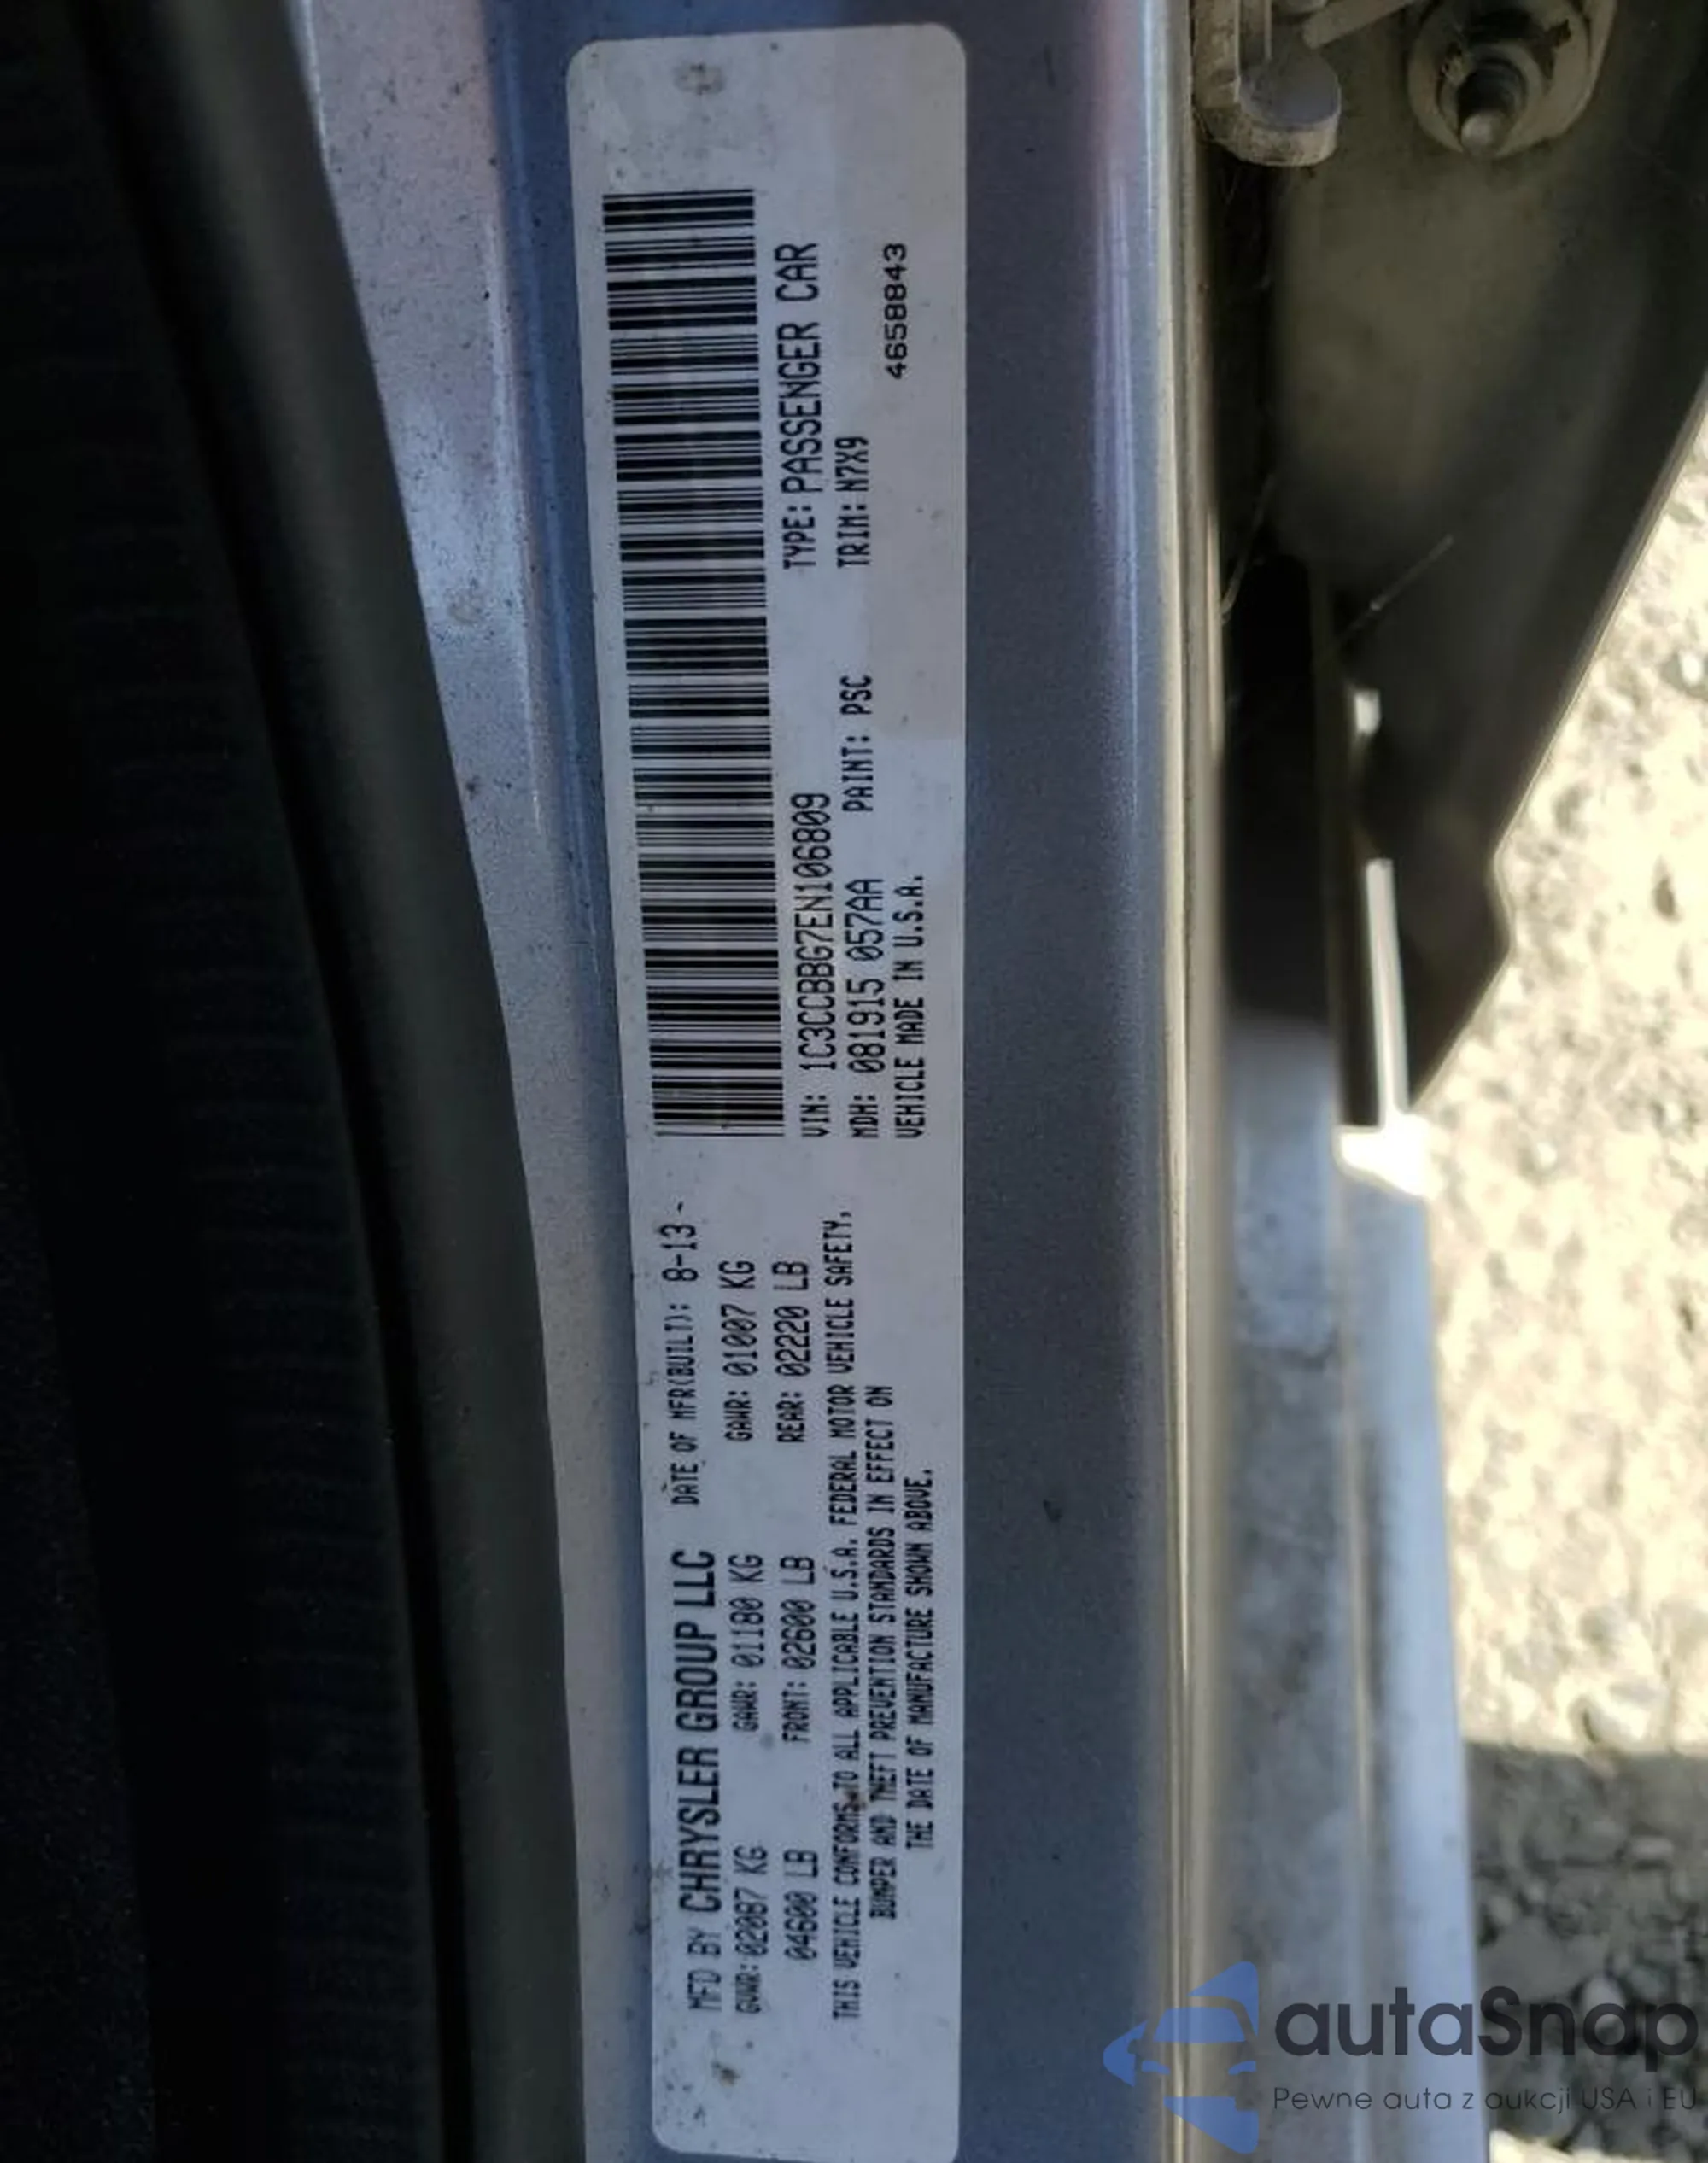 MFD BY CHRYSLER GROUP LLC DATE OF MFR(BUILT): 8-13
GVWR: 02087 KG GAWR: 01180 KG GAWR: 01007 KG
04600 LB FRONT: 02600 LB REAR: 02220 LB
THIS VEHICLE CONFORMS TO ALL APPLICABLE U.S.A. FEDERAL MOTOR VEHICLE SAFETY,
BUMPER AND THEFT PREVENTION STANDARDS IN EFFECT ON
THE DATE OF MANUFACTURE SHOWN ABOVE.
VIN: 1C3CCBBG7EN106809 TYPE: PASSENGER CAR
MDH: 081915 057AA PAINT: PSC TRIM: N7X9
VEHICLE MADE IN U.S.A. 4658843
autaSnap
Pewne auta z aukcji USA i EU